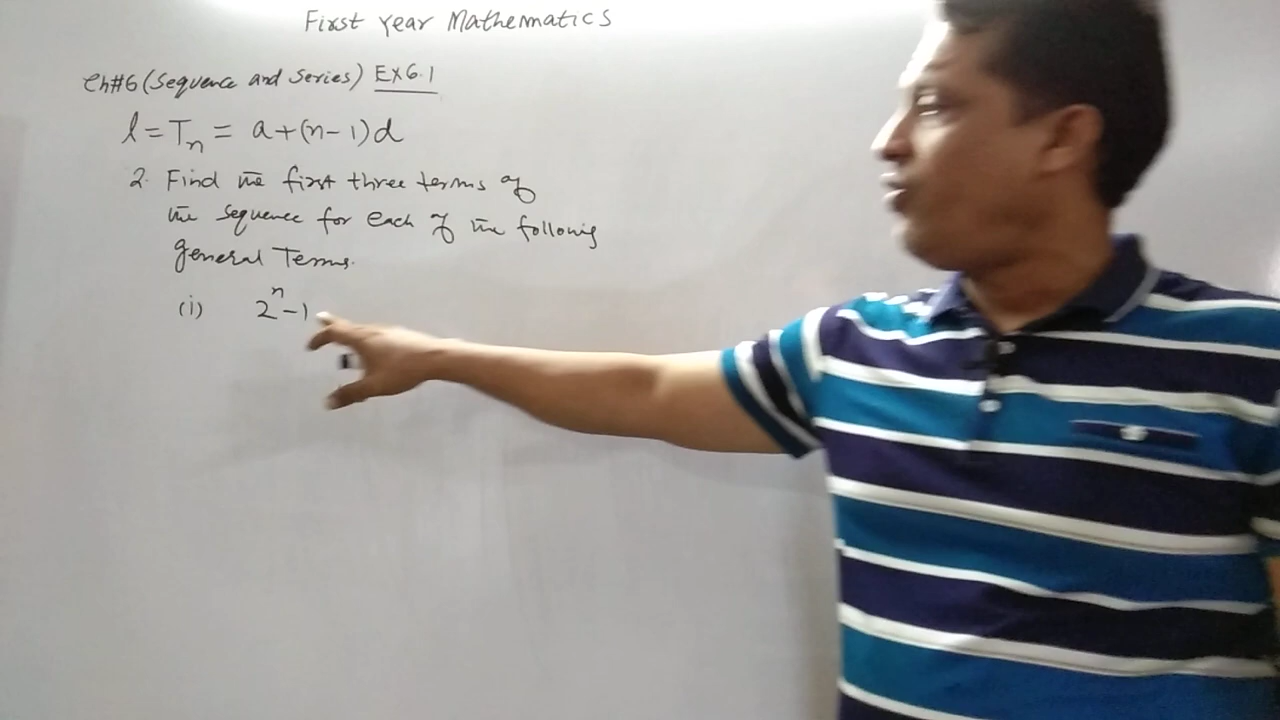 First Year Mathematics
Ch#6 (Sequence and Series) EX 6.1
l = Tn = a+(n-1)d
2. Find the first three terms of
the sequence for each of the following
general Terms.
(i) 2^n - 1